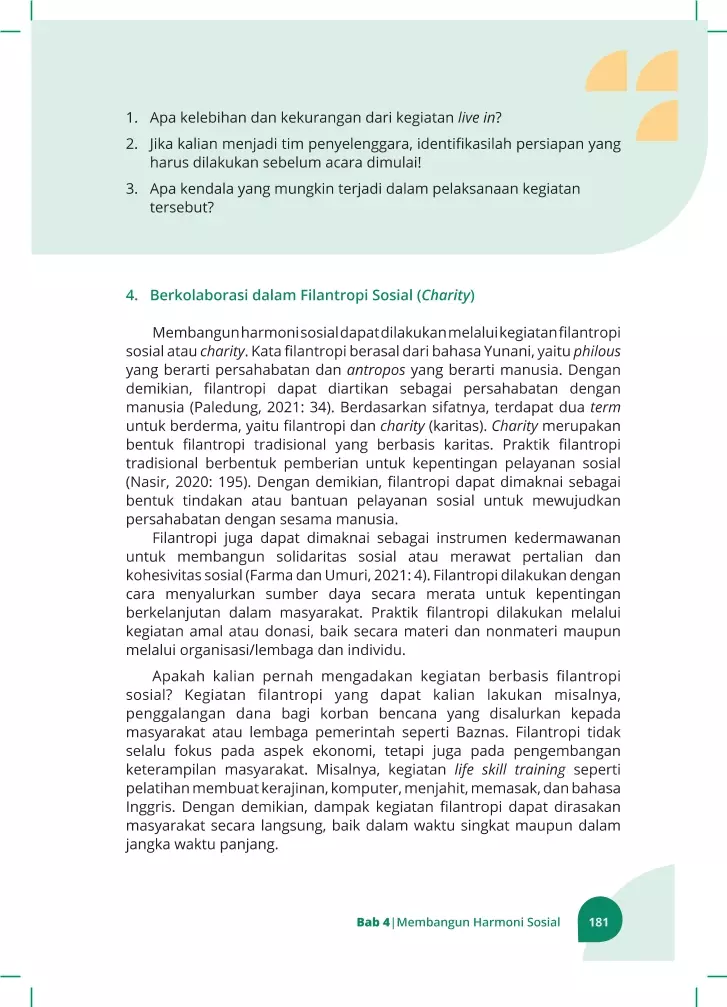 1. Apa kelebihan dan kekurangan dari kegiatan live in?
2. Jika kalian menjadi tim penyelenggara, identifikasilah persiapan yang
harus dilakukan sebelum acara dimulai!
3. Apa kendala yang mungkin terjadi dalam pelaksanaan kegiatan
tersebut?
4. Berkolaborasi dalam Filantropi Sosial (Charity)
Membangun harmoni sosial dapat dilakukan melalui kegiatan filantropi
sosial atau charity. Kata filantropi berasal dari bahasa Yunani, yaitu philous
yang berarti persahabatan dan antropos yang berarti manusia. Dengan
demikian, filantropi dapat diartikan sebagai persahabatan dengan
manusia (Paledung, 2021: 34). Berdasarkan sifatnya, terdapat dua term
untuk berderma, yaitu filantropi dan charity (karitas). Charity merupakan
bentuk filantropi tradisional yang berbasis karitas. Praktik filantropi
tradisional berbentuk pemberian untuk kepentingan pelayanan sosial
(Nasir, 2020: 195). Dengan demikian, filantropi dapat dimaknai sebagai
bentuk tindakan atau bantuan pelayanan sosial untuk mewujudkan
persahabatan dengan sesama manusia.
Filantropi juga dapat dimaknai sebagai instrumen kedermawanan
untuk membangun solidaritas sosial atau merawat pertalian dan
kohesivitas sosial (Farma dan Umuri, 2021: 4). Filantropi dilakukan dengan
cara menyalurkan sumber daya secara merata untuk kepentingan
berkelanjutan dalam masyarakat. Praktik filantropi dilakukan melalui
kegiatan amal atau donasi, baik secara materi dan nonmateri maupun
melalui organisasi/lembaga dan individu.
Apakah kalian pernah mengadakan kegiatan berbasis filantropi
sosial? Kegiatan filantropi yang dapat kalian lakukan misalnya,
penggalangan dana bagi korban bencana yang disalurkan kepada
masyarakat atau lembaga pemerintah seperti Baznas. Filantropi tidak
selalu fokus pada aspek ekonomi, tetapi juga pada pengembangan
keterampilan masyarakat. Misalnya, kegiatan life skill training seperti
pelatihan membuat kerajinan, komputer, menjahit, memasak, dan bahasa
Inggris. Dengan demikian, dampak kegiatan filantropi dapat dirasakan
masyarakat secara langsung, baik dalam waktu singkat maupun dalam
jangka waktu panjang.
Bab 4|Membangun Harmoni Sosial 181